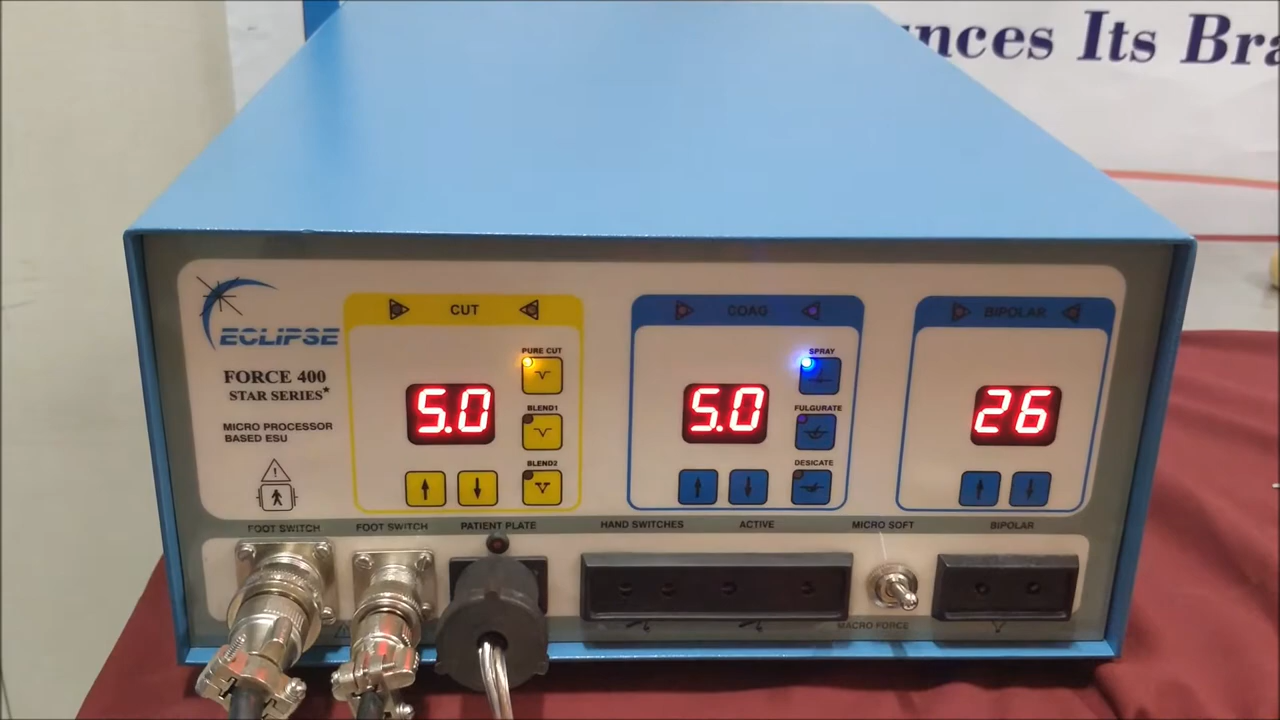 nces Its Bra
ECLIPSE
FORCE 400
STAR SERIES★
MICRO PROCESSOR
BASED ESU
CUT
PURE CUT
5.0
BLEND1
BLEND2
COAG
SPRAY
5.0
FULGURATE
DESICATE
BIPOLAR
26
FOOT SWITCH
FOOT SWITCH
PATIENT PLATE
HAND SWITCHES
ACTIVE
MICRO SOFT
BIPOLAR
MACRO FORCE